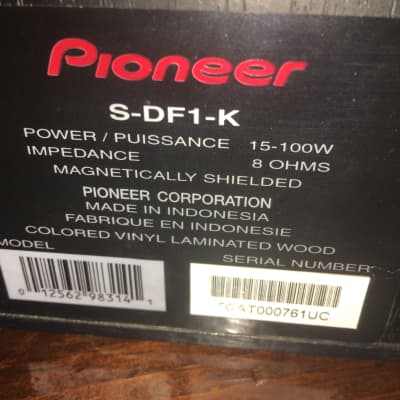 Pioneer
S-DF1-K
POWER / PUISSANCE 15-100W
IMPEDANCE 8 OHMS
MAGNETICALLY SHIELDED
PIONEER CORPORATION
MADE IN INDONESIA
FABRIQUE EN INDONESIE
COLORED VINYL LAMINATED WOOD
MODEL SERIAL NUMBER
0 12562 98314 1